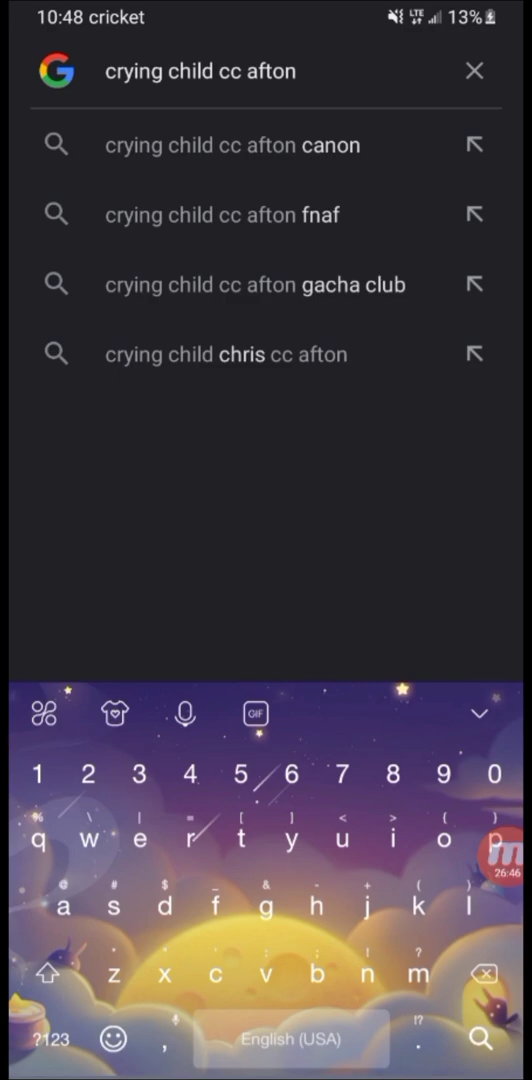 10:48 cricket LTE 13%
crying child cc afton
crying child cc afton canon
crying child cc afton fnaf
crying child cc afton gacha club
crying child chris cc afton
GIF
1 2 3 4 5 6 7 8 9 0
% \ | = [ ] < > { }
q w e r t y u i o p
26:46
@ # $ _ & - + ( )
a s d f g h j k l
* " ' : ; ! ?
z x c v b n m
!?
?123 , English (USA) .